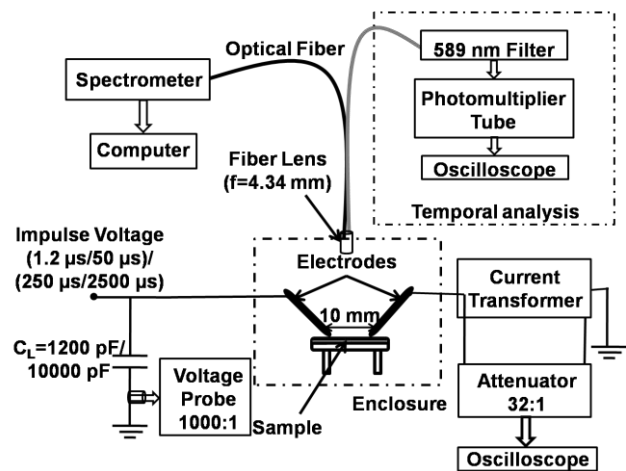 Optical Fiber
589 nm Filter
Spectrometer
Photomultiplier
Tube
Computer
Fiber Lens
(f=4.34 mm)
Oscilloscope
Temporal analysis
Impulse Voltage
(1.2 µs/50 µs)/
(250 µs/2500 µs)
Electrodes
Current
Transformer
10 mm
C_L=1200 pF/
10000 pF
Voltage
Probe
1000:1
Attenuator
32:1
Enclosure
Sample
Oscilloscope